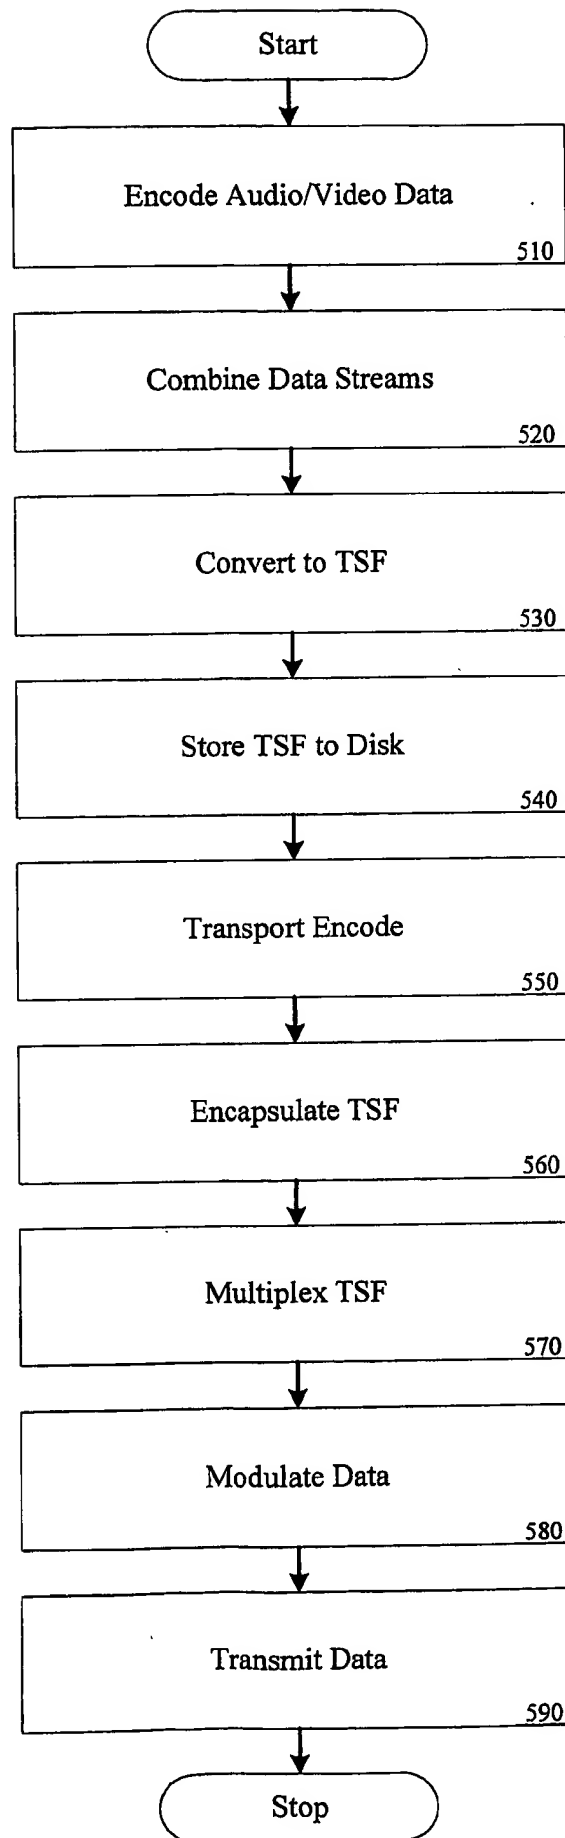 Start
Encode Audio/Video Data
510
Combine Data Streams
520
Convert to TSF
530
Store TSF to Disk
540
Transport Encode
550
Encapsulate TSF
560
Multiplex TSF
570
Modulate Data
580
Transmit Data
590
Stop